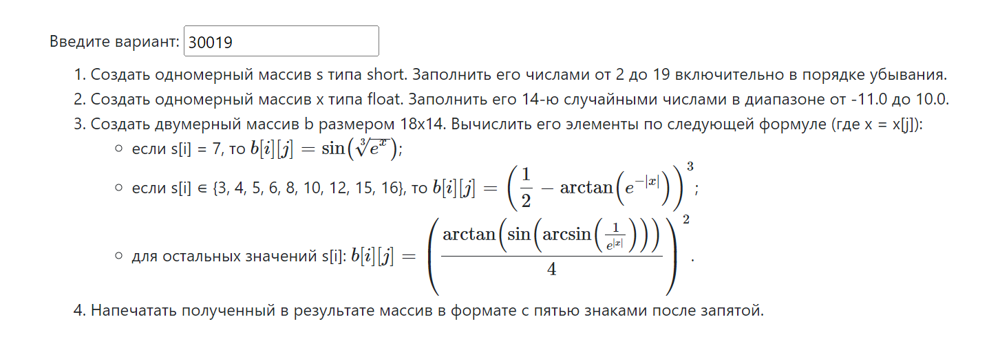 Введите вариант: 30019
1. Создать одномерный массив s типа short. Заполнить его числами от 2 до 19 включительно в порядке убывания.
2. Создать одномерный массив x типа float. Заполнить его 14-ю случайными числами в диапазоне от -11.0 до 10.0.
3. Создать двумерный массив b размером 18x14. Вычислить его элементы по следующей формуле (где x = x[j]):
○ если s[i] = 7, то $b[i][j] = \sin(\sqrt[3]{e^x})$;
○ если s[i] ∈ {3, 4, 5, 6, 8, 10, 12, 15, 16}, то $b[i][j] = \left(\frac{1}{2} - \arctan\left(e^{-|x|}\right)\right)^3$;
○ для остальных значений s[i]: $b[i][j] = \left(\frac{\arctan\left(\sin\left(\arcsin\left(\frac{1}{e^{|x|}}\right)\right)\right)}{4}\right)^2$.
4. Напечатать полученный в результате массив в формате с пятью знаками после запятой.